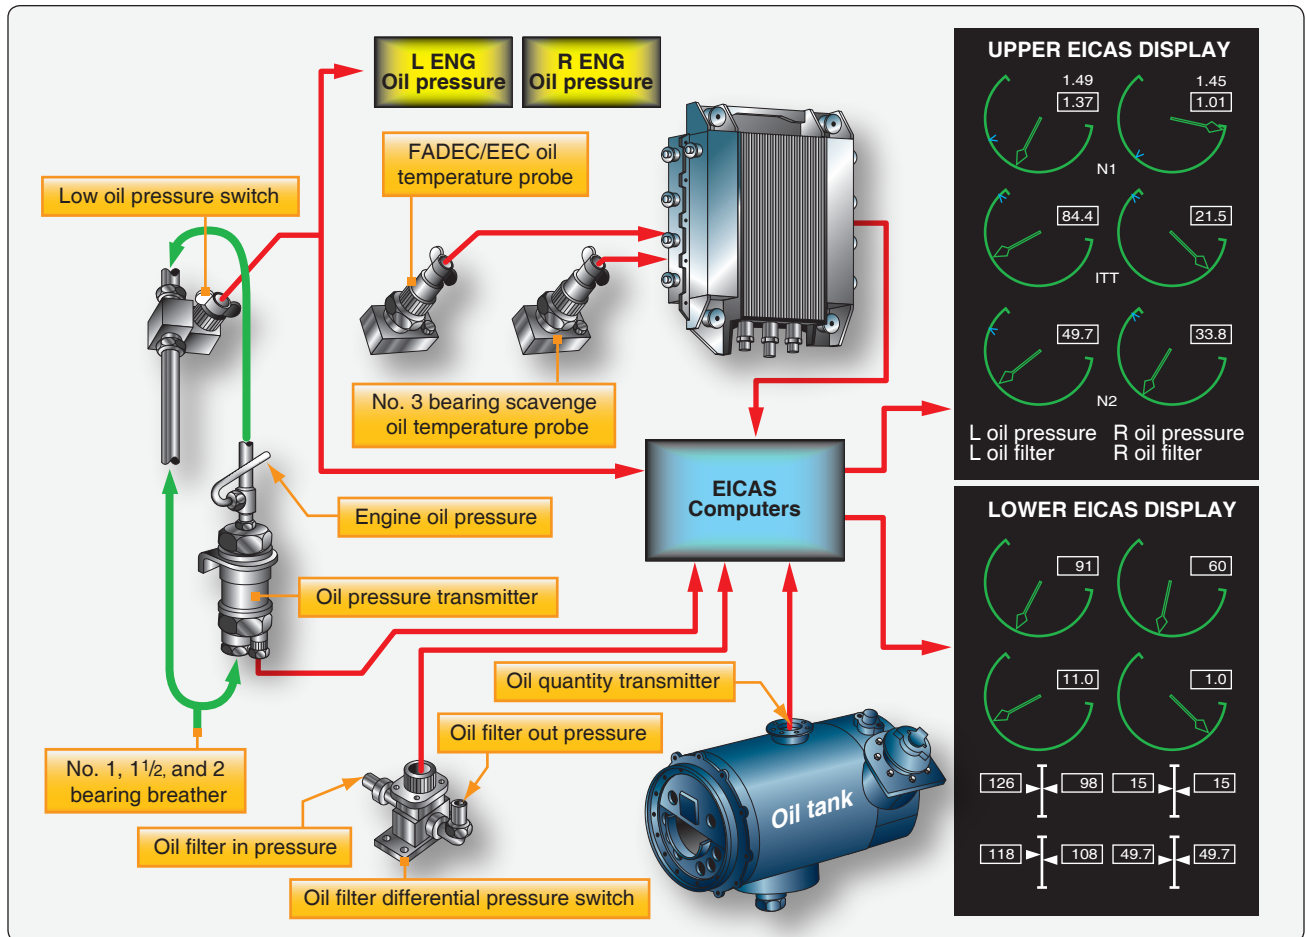 L ENG
Oil pressure
R ENG
Oil pressure
FADEC/EEC oil
temperature probe
Low oil pressure switch
No. 3 bearing scavenge
oil temperature probe
EICAS
Computers
Engine oil pressure
Oil pressure transmitter
Oil quantity transmitter
Oil filter out pressure
No. 1, 1 1/2, and 2
bearing breather
Oil filter in pressure
Oil filter differential pressure switch
Oil tank
UPPER EICAS DISPLAY
1.49 1.45
1.37 1.01
N1
84.4 21.5
ITT
49.7 33.8
N2
L oil pressure R oil pressure
L oil filter R oil filter
LOWER EICAS DISPLAY
91 60
11.0 1.0
126 98 15 15
118 108 49.7 49.7